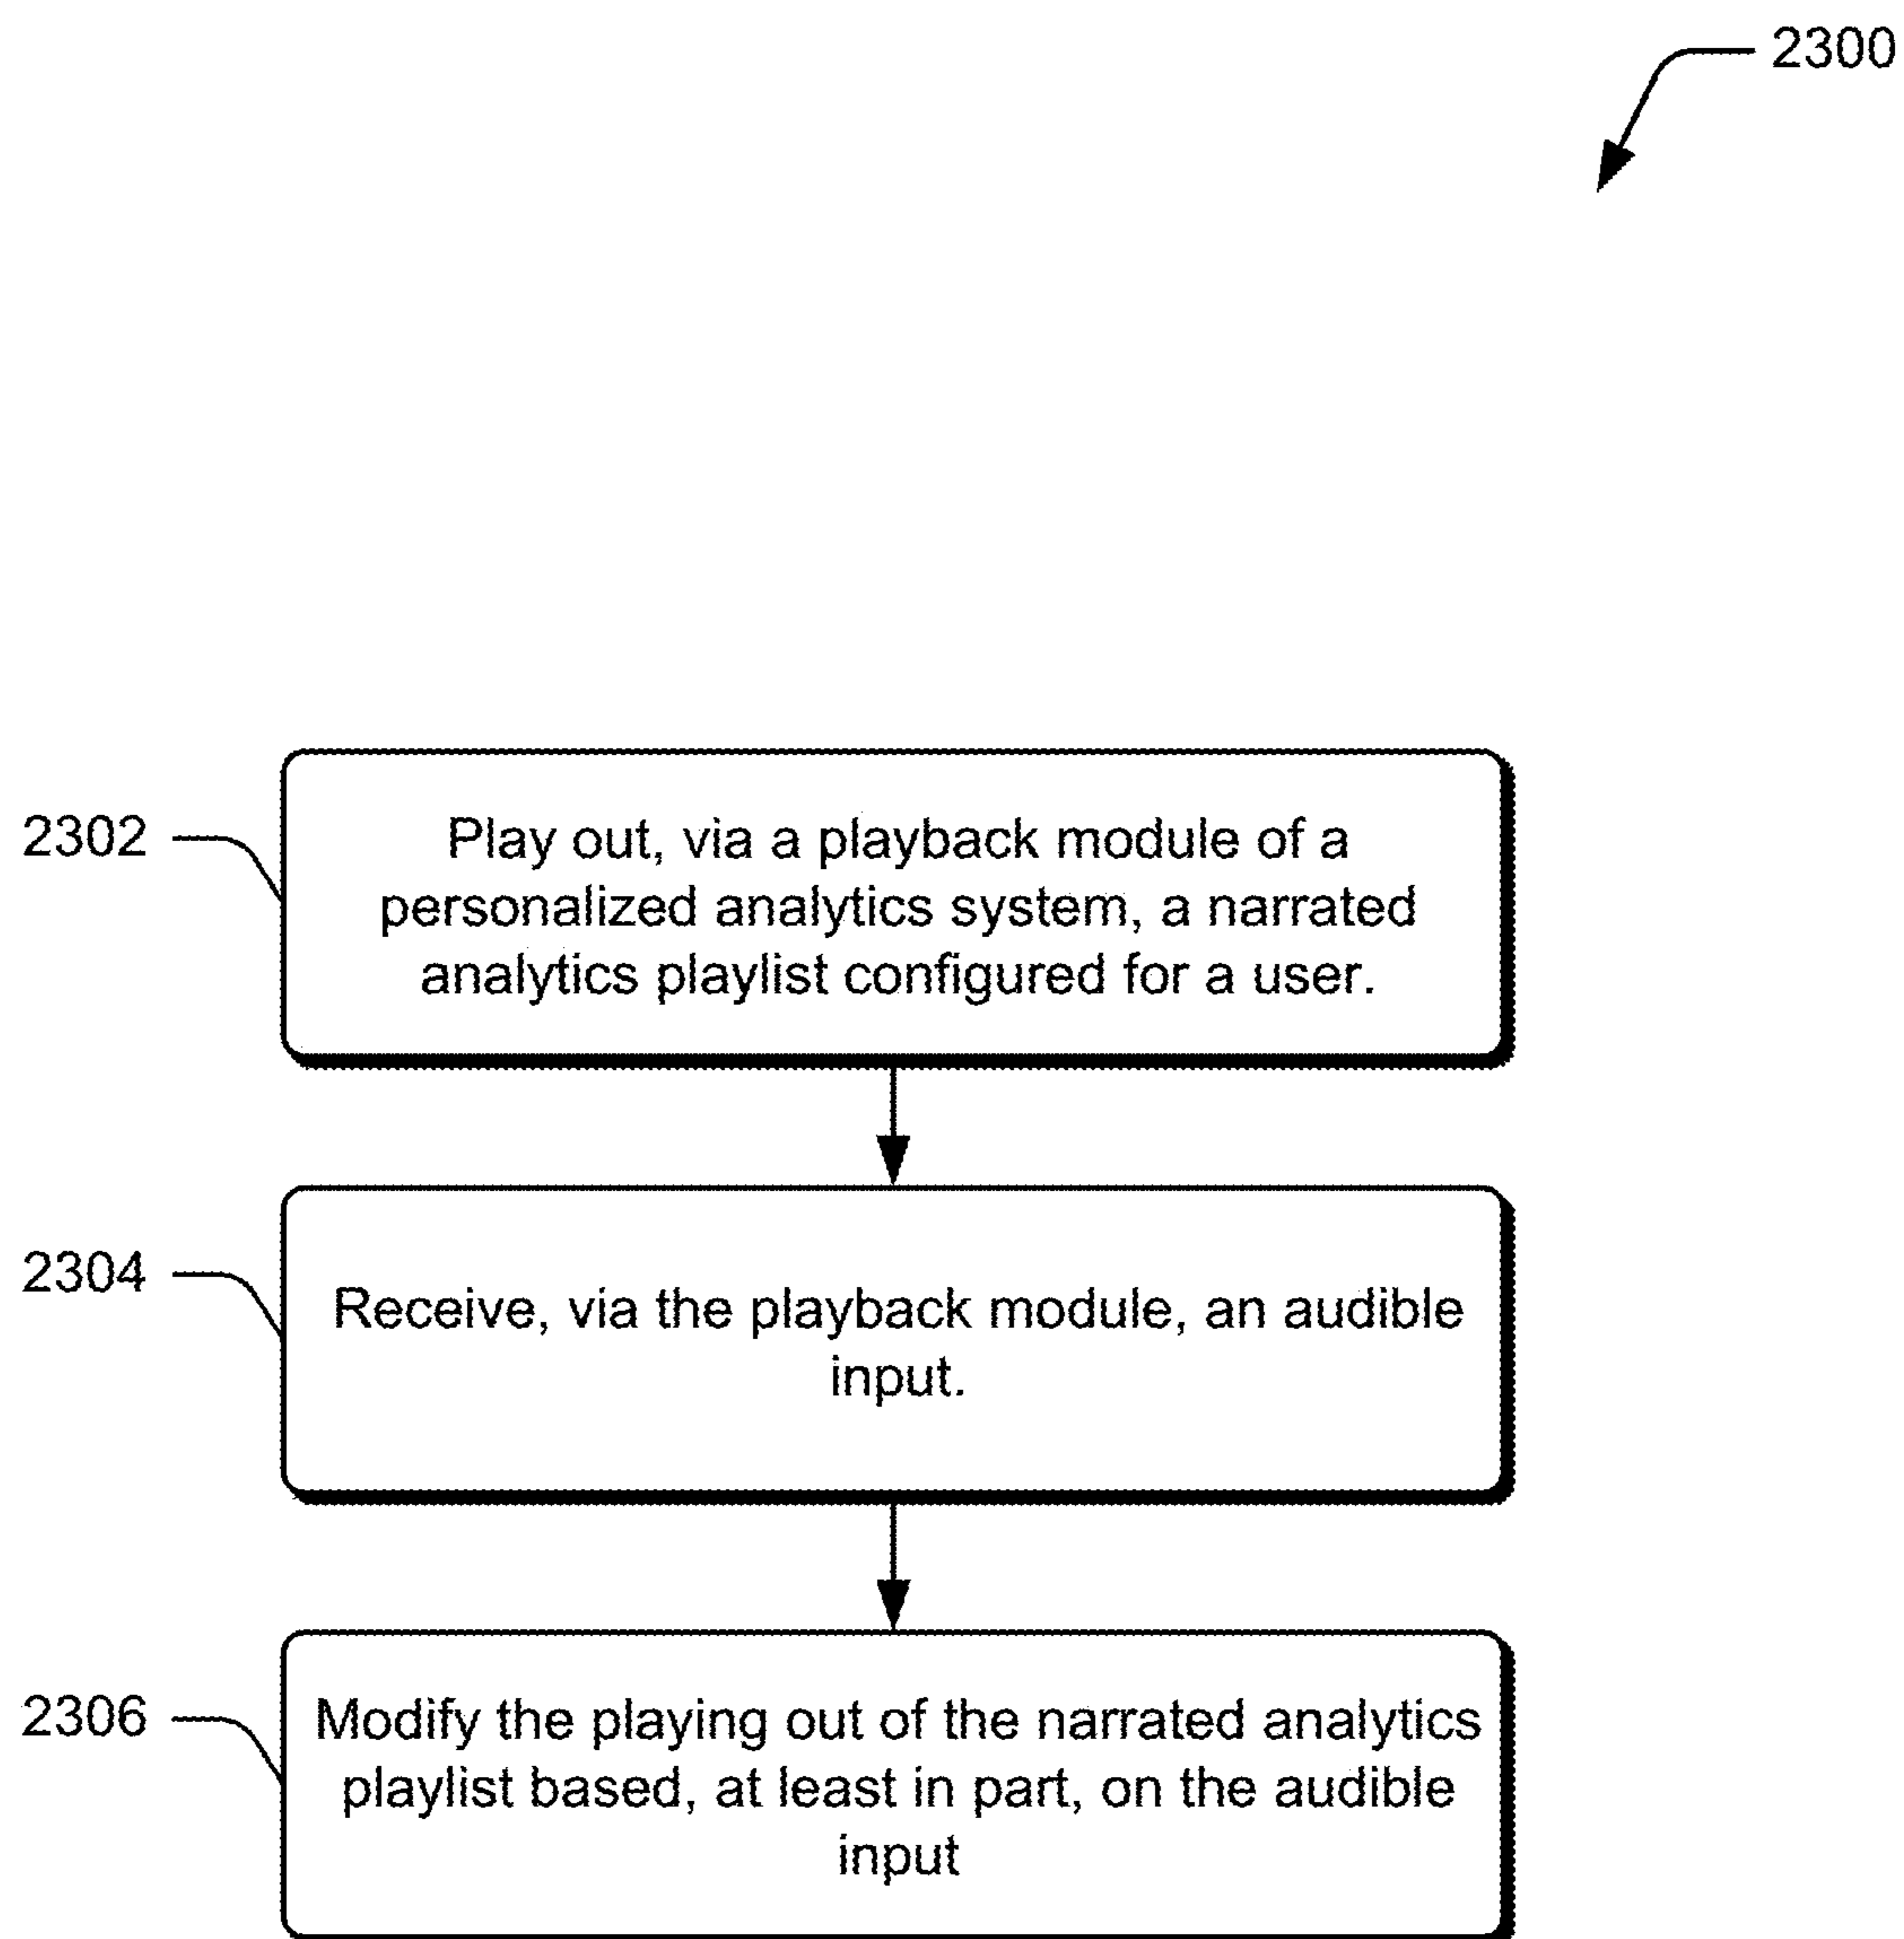 2300
2302
Play out, via a playback module of a
personalized analytics system, a narrated
analytics playlist configured for a user.
2304
Receive, via the playback module, an audible
input.
2306
Modify the playing out of the narrated analytics
playlist based, at least in part, on the audible
input